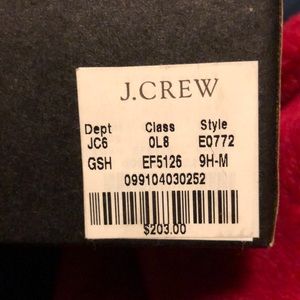 J.CREW
Dept Class Style
JC6 0L8 E0772
GSH EF5126 9H-M
099104030252
$203.00